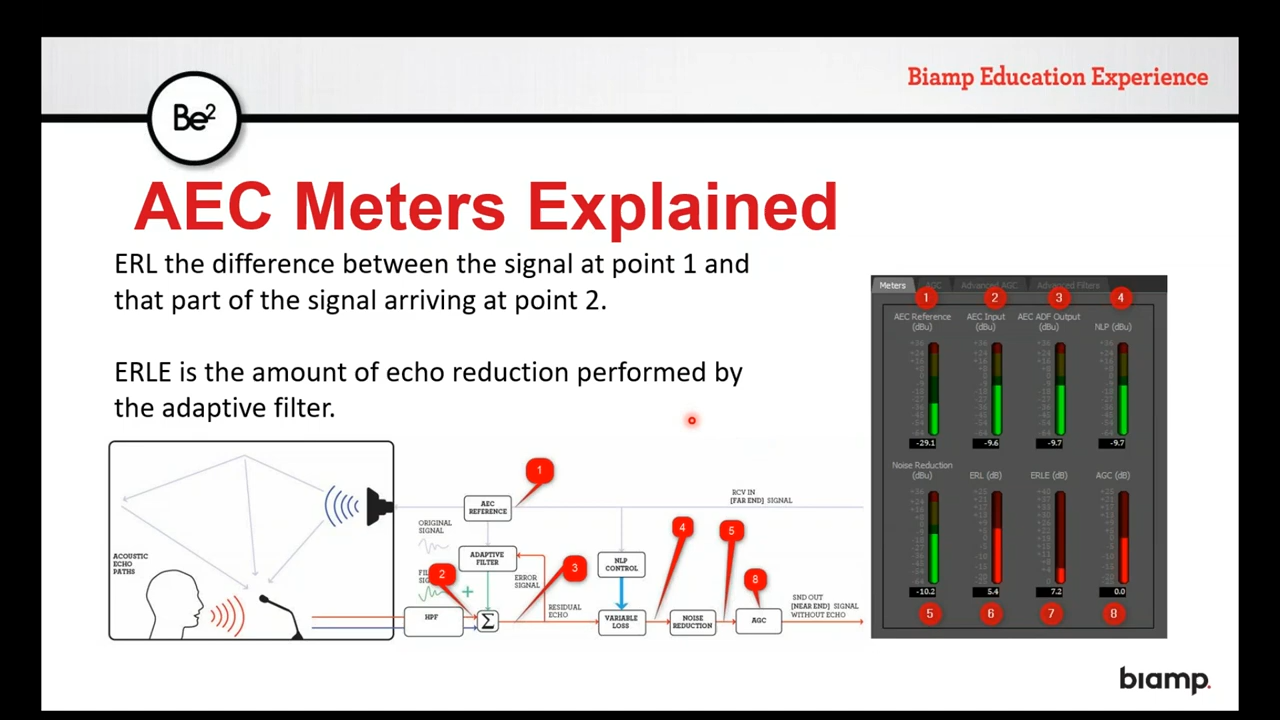 Biamp Education Experience
Be²
AEC Meters Explained
ERL the difference between the signal at point 1 and
that part of the signal arriving at point 2.
ERLE is the amount of echo reduction performed by
the adaptive filter.
ACOUSTIC
ECHO
PATHS
1
AEC
REFERENCE
RCV IN
[FAR END] SIGNAL
ORIGINAL
SIGNAL
ADAPTIVE
FILTER
2
+
ERROR
SIGNAL
3
NLP
CONTROL
4
5
8
RESIDUAL
ECHO
HPF
Σ
VARIABLE
LOSS
NOISE
REDUCTION
AGC
SND OUT
[NEAR END] SIGNAL
WITHOUT ECHO
Meters AGC Advanced AGC Advanced Filters
1 2 3 4
AEC Reference
(dBu)
AEC Input
(dBu)
AEC ADF Output
(dBu)
NLP (dBu)
-29.1 -9.6 -9.7 -9.7
Noise Reduction
(dBu)
ERL (dB)
ERLE (dB)
AGC (dB)
-10.2 5.4 7.2 0.0
5 6 7 8
biamp.